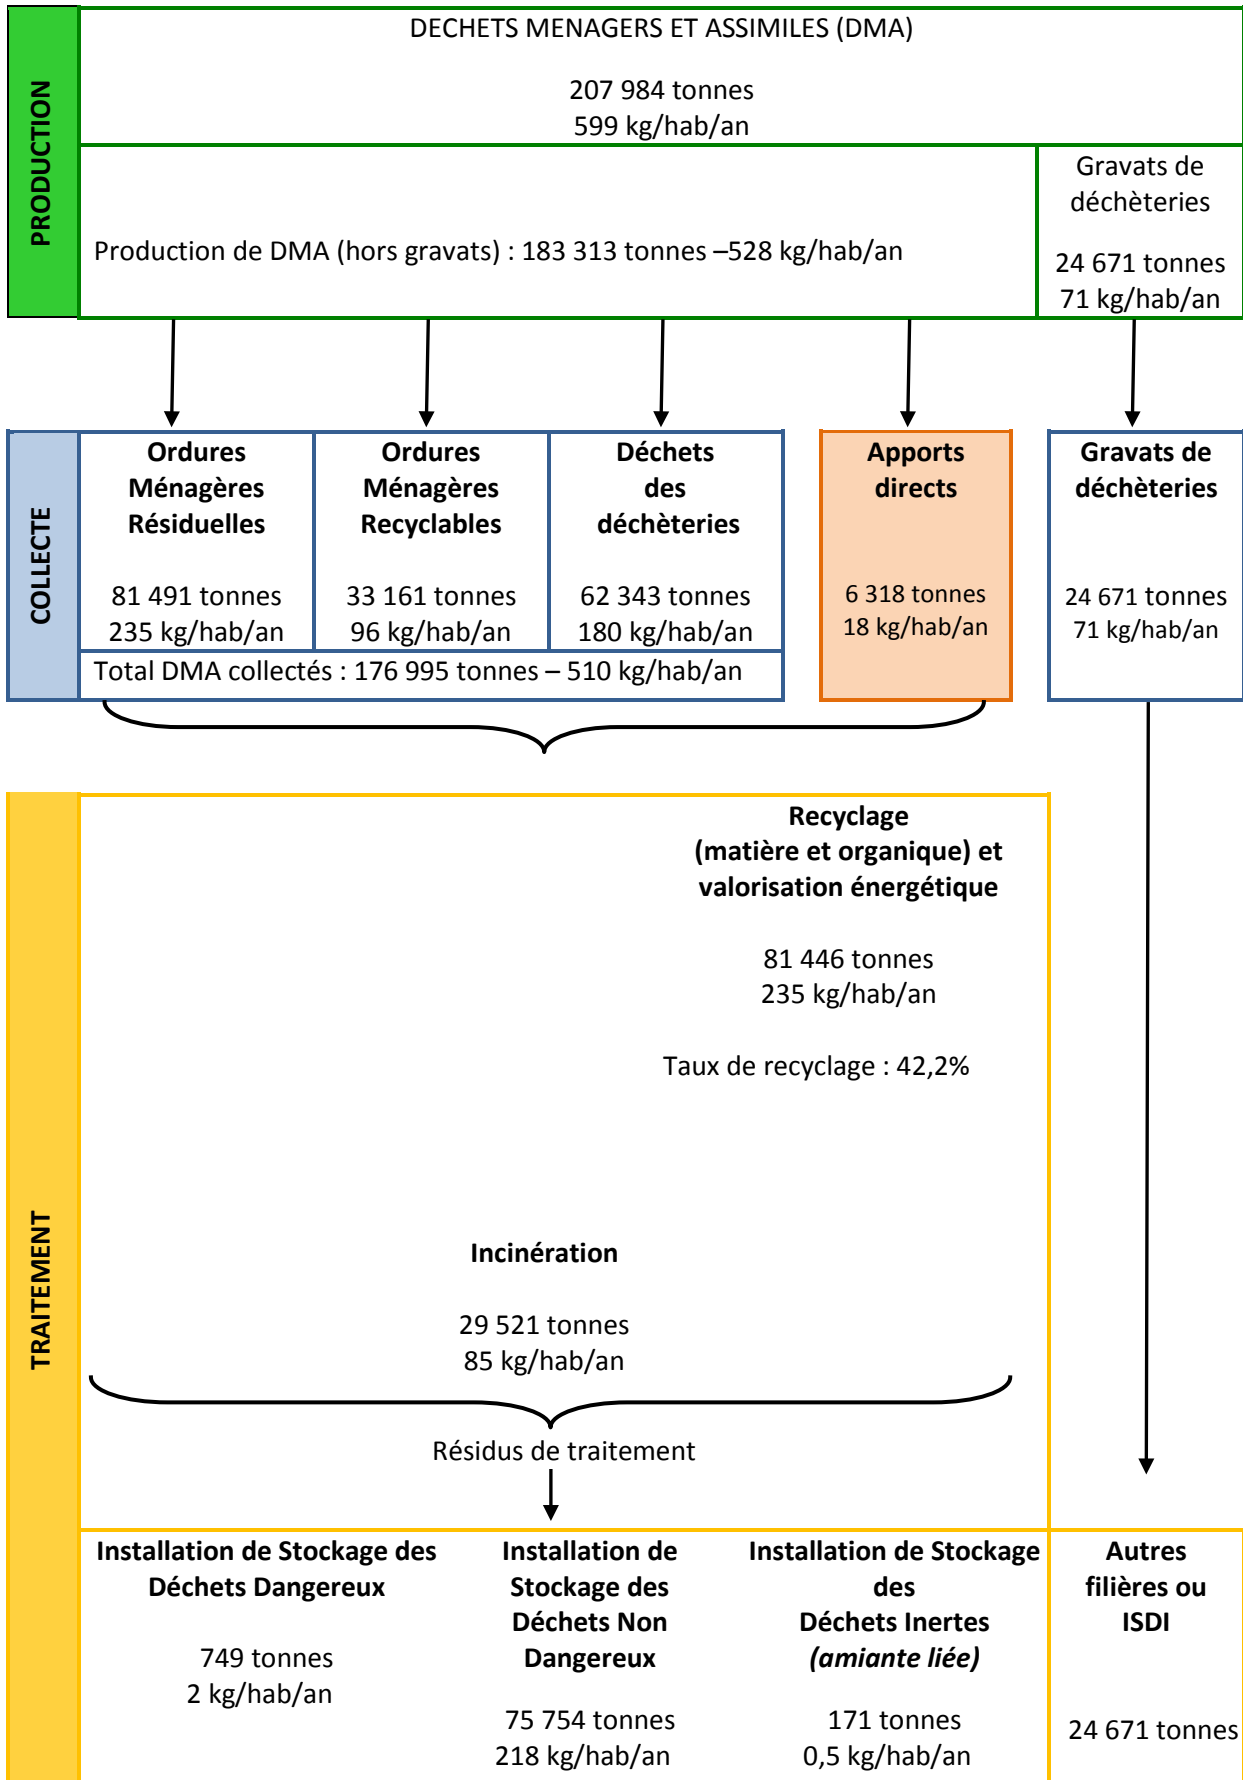 PRODUCTION
DECHETS MENAGERS ET ASSIMILES (DMA)
207 984 tonnes
599 kg/hab/an
Production de DMA (hors gravats) : 183 313 tonnes –528 kg/hab/an
Gravats de
déchèteries
24 671 tonnes
71 kg/hab/an
COLLECTE
Ordures
Ménagères
Résiduelles
81 491 tonnes
235 kg/hab/an
Ordures
Ménagères
Recyclables
33 161 tonnes
96 kg/hab/an
Déchets
des
déchèteries
62 343 tonnes
180 kg/hab/an
Total DMA collectés : 176 995 tonnes – 510 kg/hab/an
Apports
directs
6 318 tonnes
18 kg/hab/an
Gravats de
déchèteries
24 671 tonnes
71 kg/hab/an
TRAITEMENT
Recyclage
(matière et organique) et
valorisation énergétique
81 446 tonnes
235 kg/hab/an
Taux de recyclage : 42,2%
Incinération
29 521 tonnes
85 kg/hab/an
Résidus de traitement
Installation de Stockage des
Déchets Dangereux
749 tonnes
2 kg/hab/an
Installation de
Stockage des
Déchets Non
Dangereux
75 754 tonnes
218 kg/hab/an
Installation de Stockage
des
Déchets Inertes
(amiante liée)
171 tonnes
0,5 kg/hab/an
Autres
filières ou
ISDI
24 671 tonnes